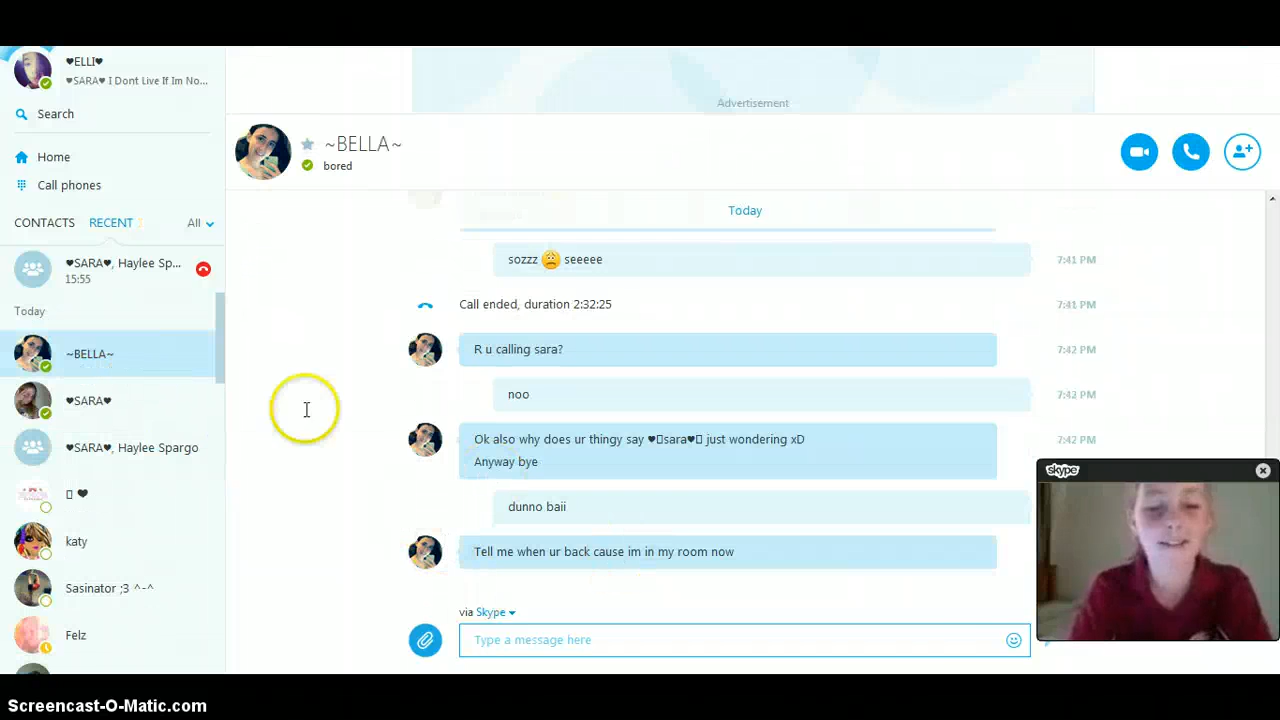 ♥ELLI♥
♥SARA♥ I Dont Live If Im No...
Search
Home
Call phones
CONTACTS RECENT All
♥SARA♥, Haylee Sp...
15:55
Today
~BELLA~
♥SARA♥
♥SARA♥, Haylee Spargo
♥
katy
Sasinator ;3 ^-^
Felz
Advertisement
~BELLA~
bored
Today
sozzz seeeee 7:41 PM
Call ended, duration 2:32:25 7:41 PM
R u calling sara? 7:42 PM
noo 7:42 PM
Ok also why does ur thingy say ♥sara♥ just wondering xD 7:42 PM
Anyway bye
dunno baii
Tell me when ur back cause im in my room now
via Skype
Type a message here
skype
Screencast-O-Matic.com